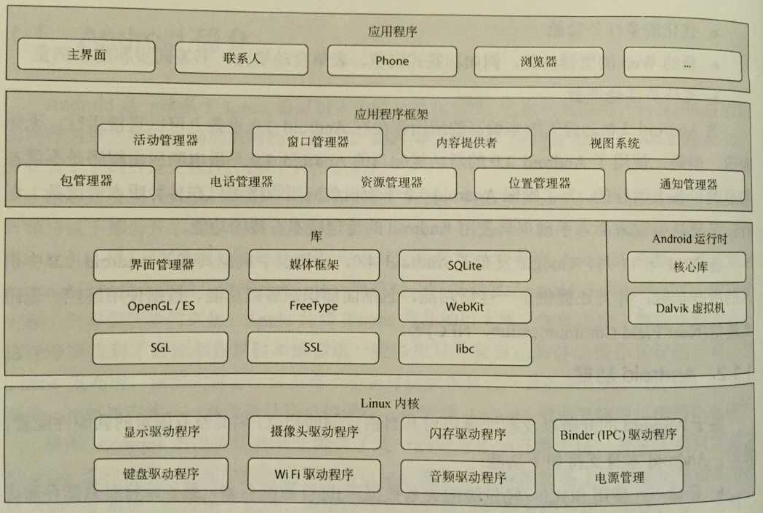 应用程序
主界面 联系人 Phone 浏览器 ...
应用程序框架
活动管理器 窗口管理器 内容提供者 视图系统
包管理器 电话管理器 资源管理器 位置管理器 通知管理器
库 Android 运行时
界面管理器 媒体框架 SQLite 核心库
OpenGL / ES FreeType WebKit Dalvik 虚拟机
SGL SSL libc
Linux 内核
显示驱动程序 摄像头驱动程序 闪存驱动程序 Binder (IPC) 驱动程序
键盘驱动程序 WiFi 驱动程序 音频驱动程序 电源管理